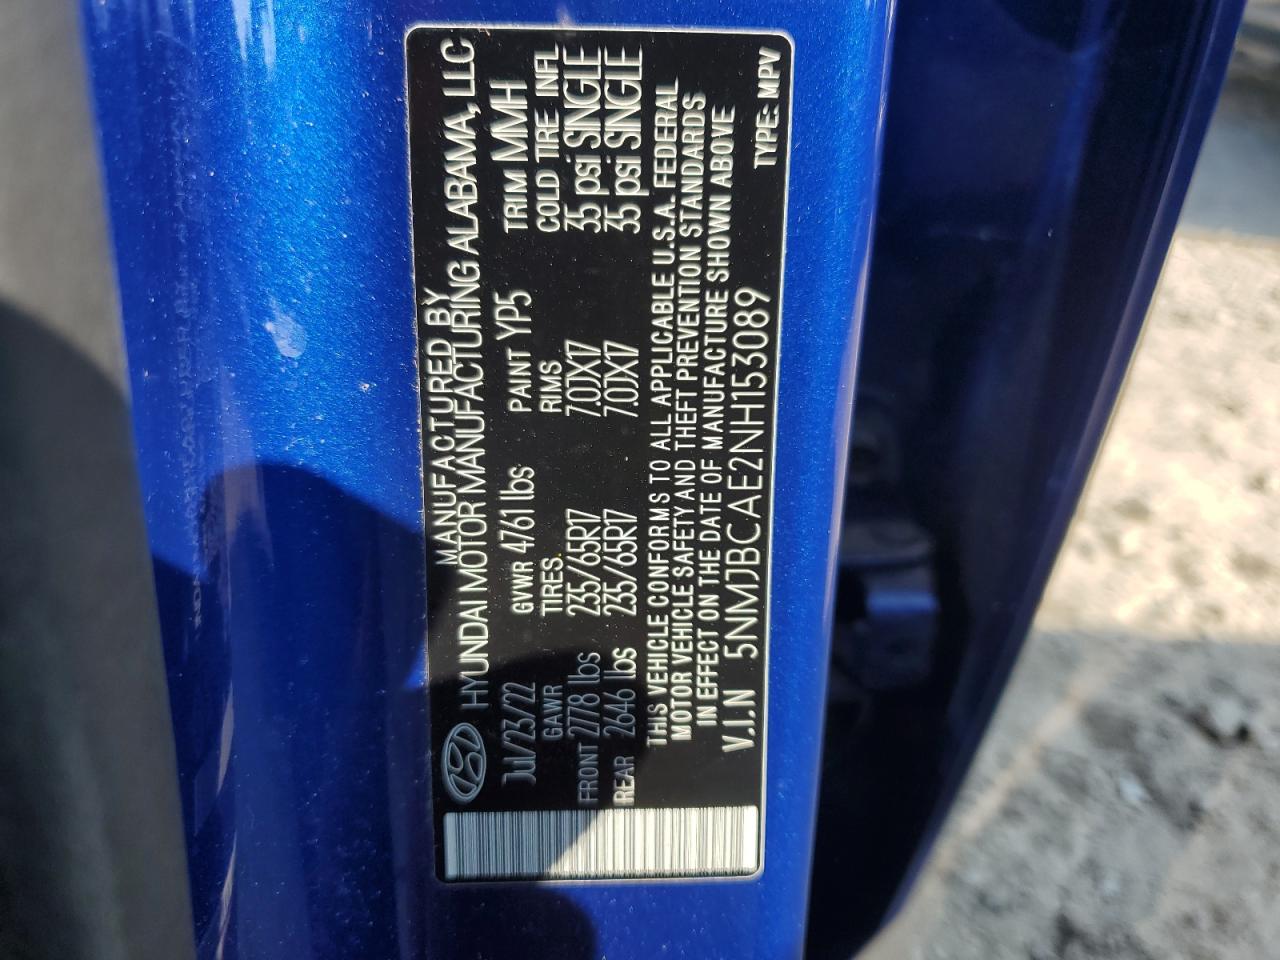 MANUFACTURED BY
HYUNDAI MOTOR MANUFACTURING ALABAMA, LLC
Jul/23/22 GVWR 4761 lbs PAINT YP5 TRIM MMH
GAWR TIRES. RIMS COLD TIRE INFL
FRONT 2778 lbs 235/65R17 7.0JX17 35 psi SINGLE
REAR 2646 lbs 235/65R17 7.0JX17 35 psi SINGLE
THIS VEHICLE CONFORMS TO ALL APPLICABLE U.S.A. FEDERAL
MOTOR VEHICLE SAFETY AND THEFT PREVENTION STANDARDS
IN EFFECT ON THE DATE OF MANUFACTURE SHOWN ABOVE
V.I.N 5NMJBCAE2NH153089 TYPE: MPV